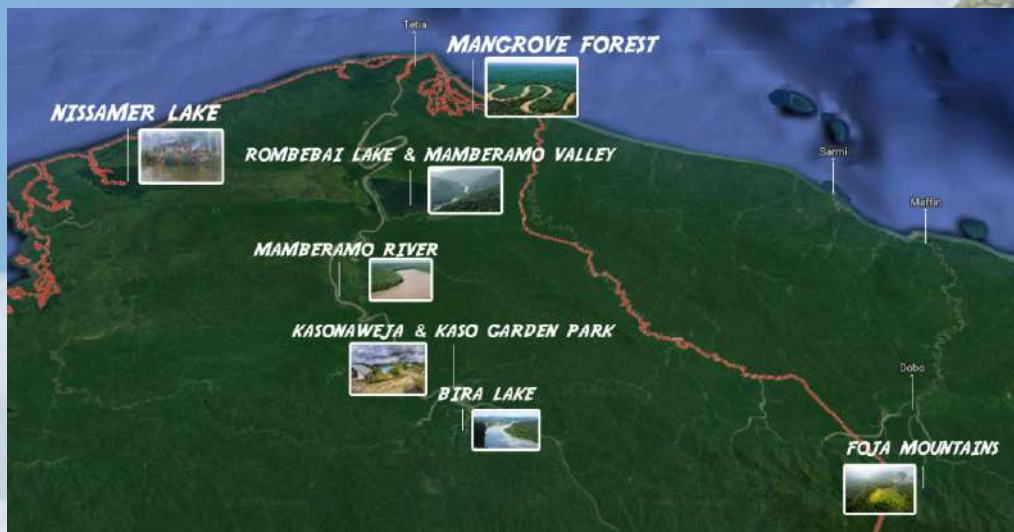 Teba
MANGROVE FOREST
NISSAMER LAKE
ROMBEBAI LAKE & MAMBERAMO VALLEY
Sarmi
Maffin
MAMBERAMO RIVER
KASONAWEJA & KASO GARDEN PARK
Dobo
BIRA LAKE
FOJA MOUNTAINS